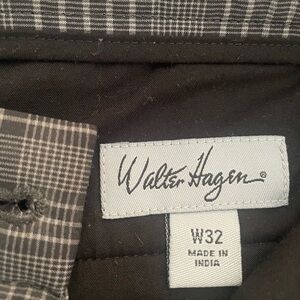 Walter Hagen®
W32
MADE IN
INDIA